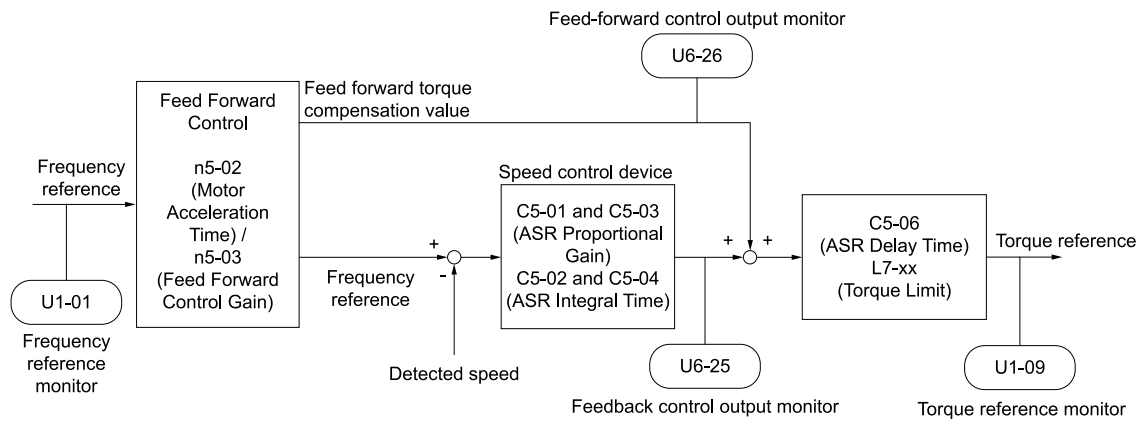 Feed-forward control output monitor
U6-26
Feed Forward
Control
n5-02
(Motor
Acceleration
Time) /
n5-03
(Feed Forward
Control Gain)
Feed forward torque
compensation value
Frequency
reference
U1-01
Frequency
reference
monitor
+
-
Frequency
reference
Detected speed
Speed control device
C5-01 and C5-03
(ASR Proportional
Gain)
C5-02 and C5-04
(ASR Integral Time)
+
+
U6-25
Feedback control output monitor
C5-06
(ASR Delay Time)
L7-xx
(Torque Limit)
Torque reference
U1-09
Torque reference monitor